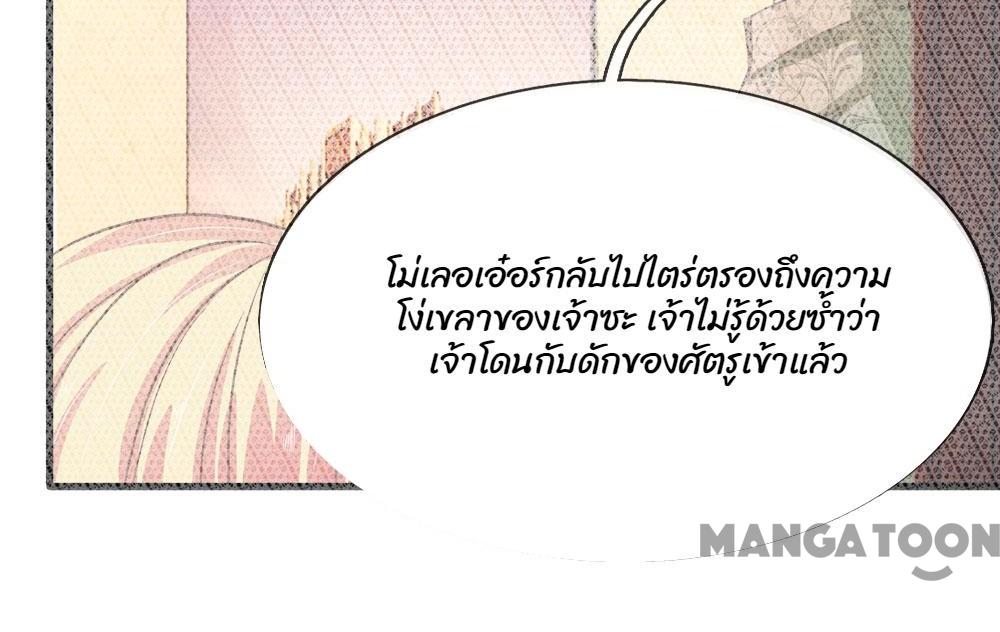 โม่เลอเอ๋อร์กลับไปไตร่ตรองถึงความ
โง่เขลาของเจ้าซะ เจ้าไม่รู้ด้วยซ้ำว่า
เจ้าโดนกับดักของศัตรูเข้าแล้ว
MANGATOON